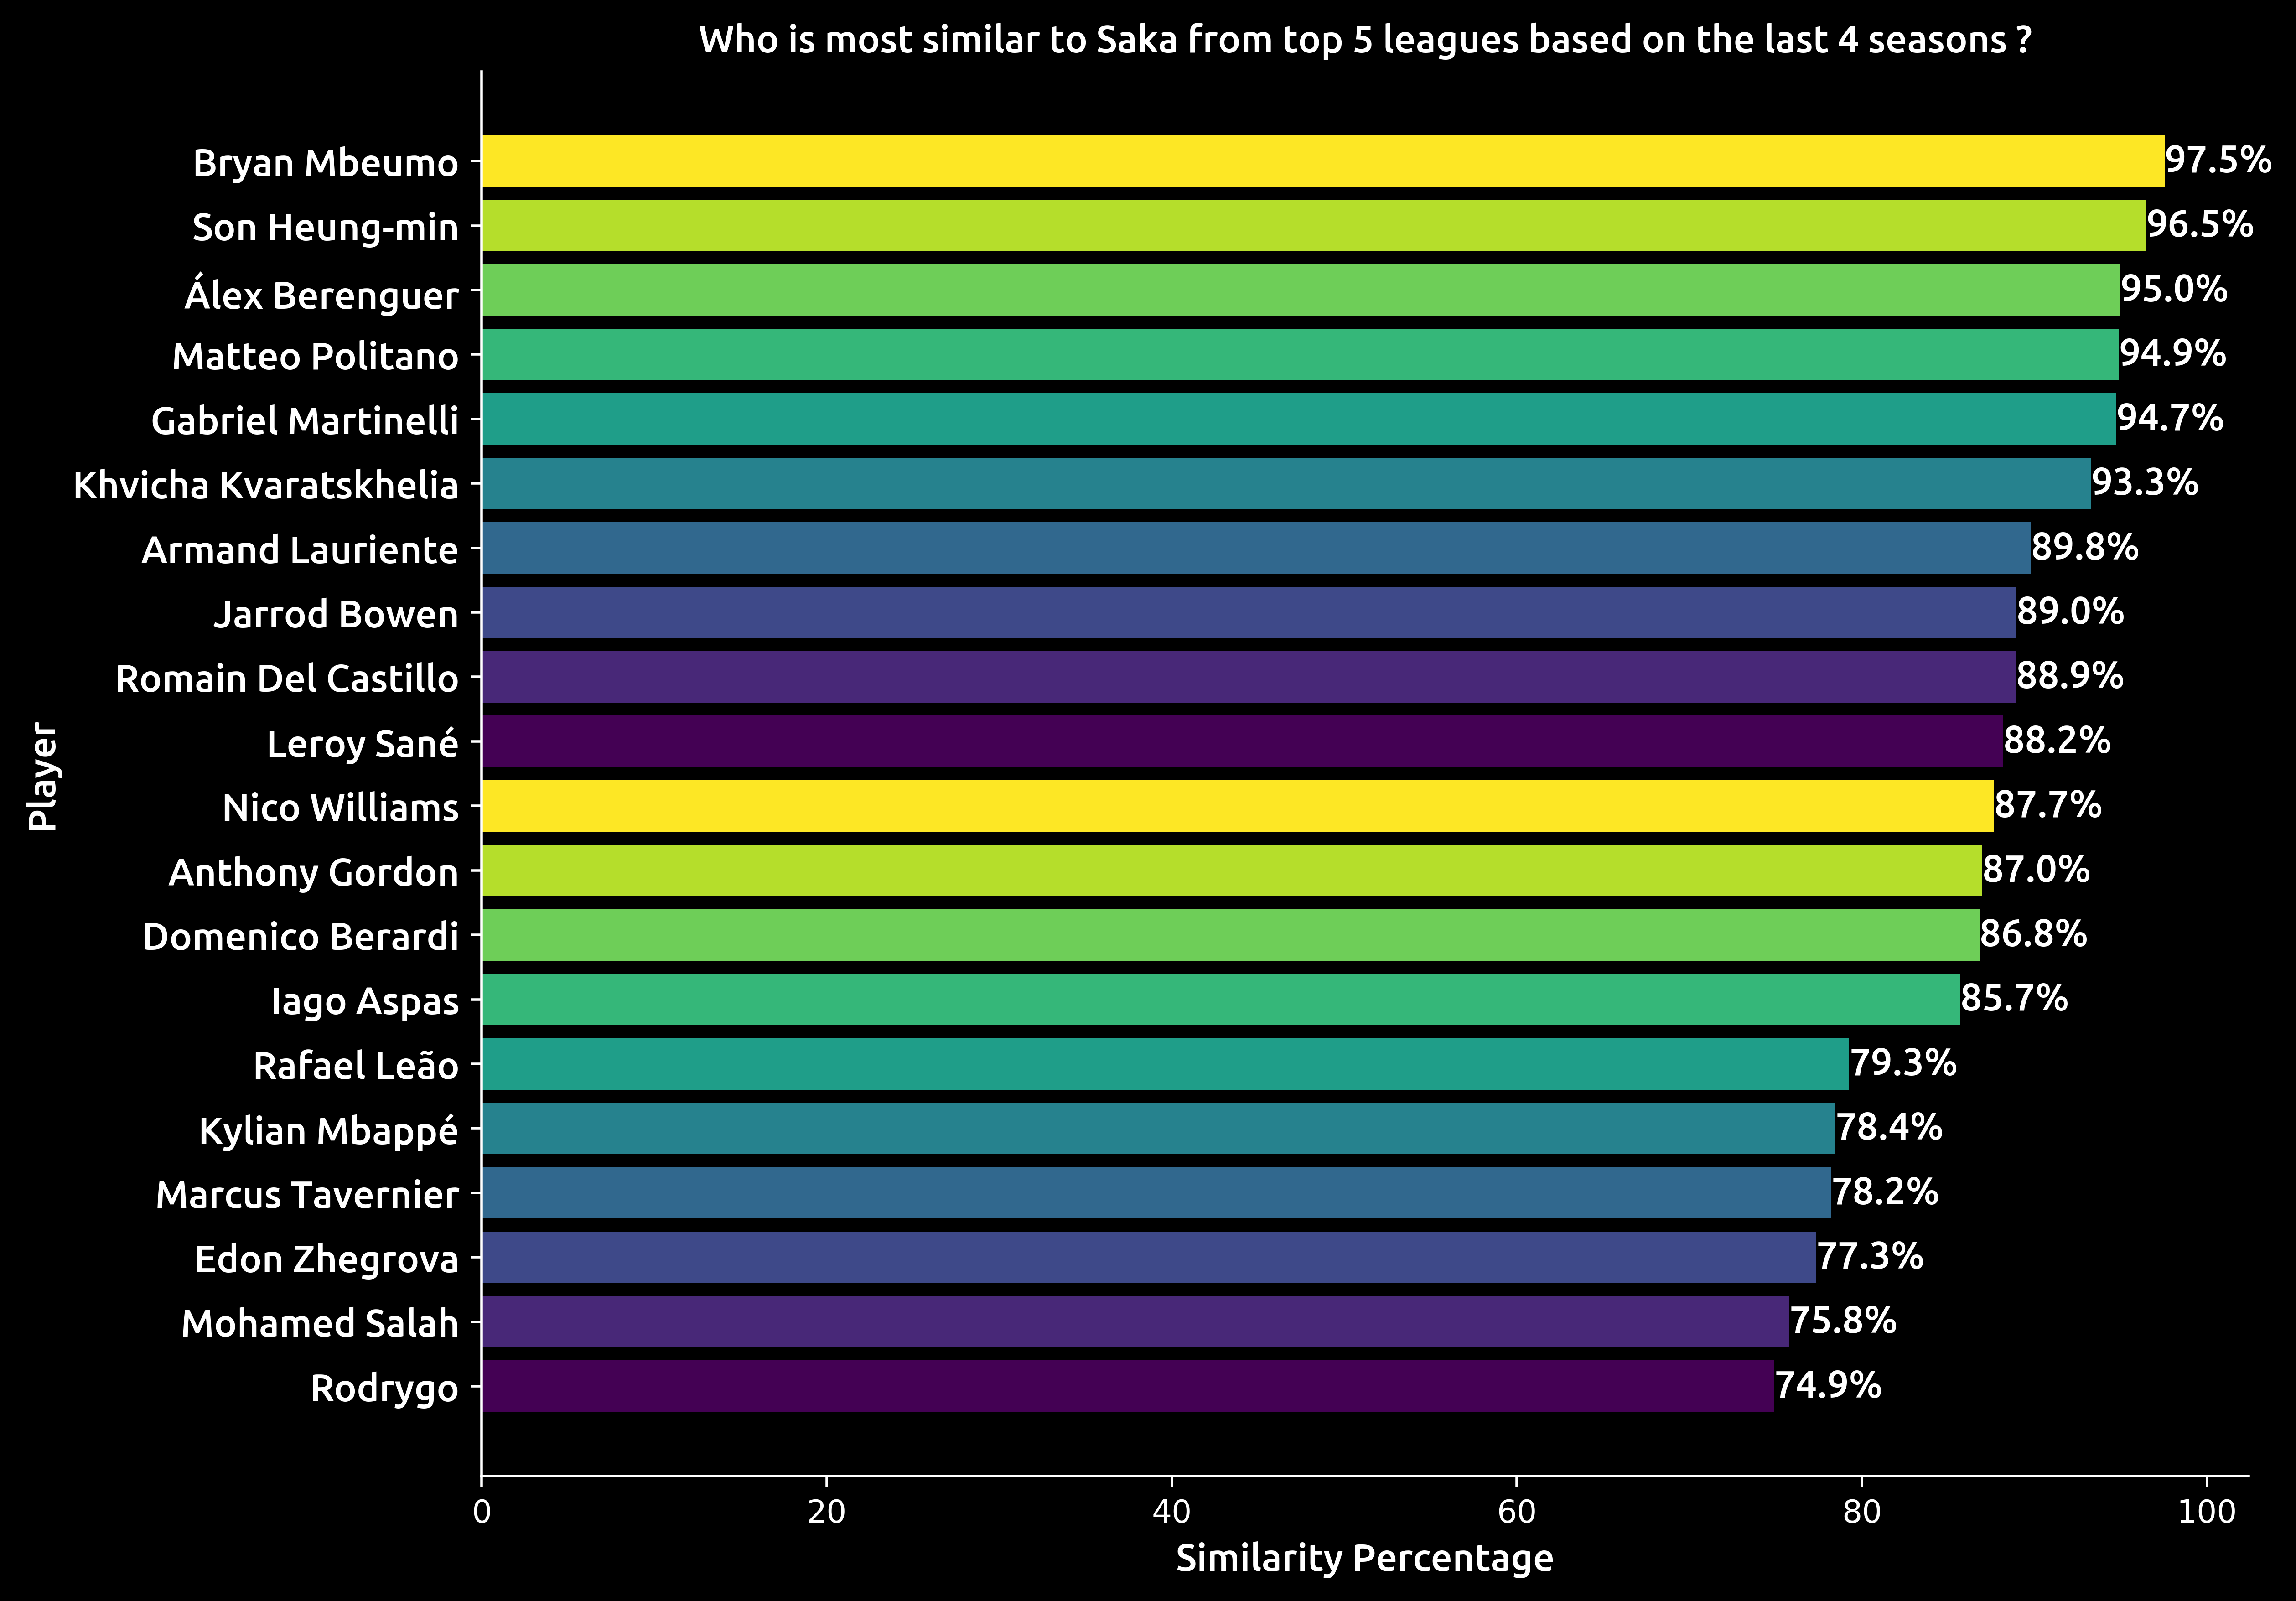 Who is most similar to Saka from top 5 leagues based on the last 4 seasons ?
Player
Bryan Mbeumo 97.5%
Son Heung-min 96.5%
Álex Berenguer 95.0%
Matteo Politano 94.9%
Gabriel Martinelli 94.7%
Khvicha Kvaratskhelia 93.3%
Armand Lauriente 89.8%
Jarrod Bowen 89.0%
Romain Del Castillo 88.9%
Leroy Sané 88.2%
Nico Williams 87.7%
Anthony Gordon 87.0%
Domenico Berardi 86.8%
Iago Aspas 85.7%
Rafael Leão 79.3%
Kylian Mbappé 78.4%
Marcus Tavernier 78.2%
Edon Zhegrova 77.3%
Mohamed Salah 75.8%
Rodrygo 74.9%
0 20 40 60 80 100
Similarity Percentage